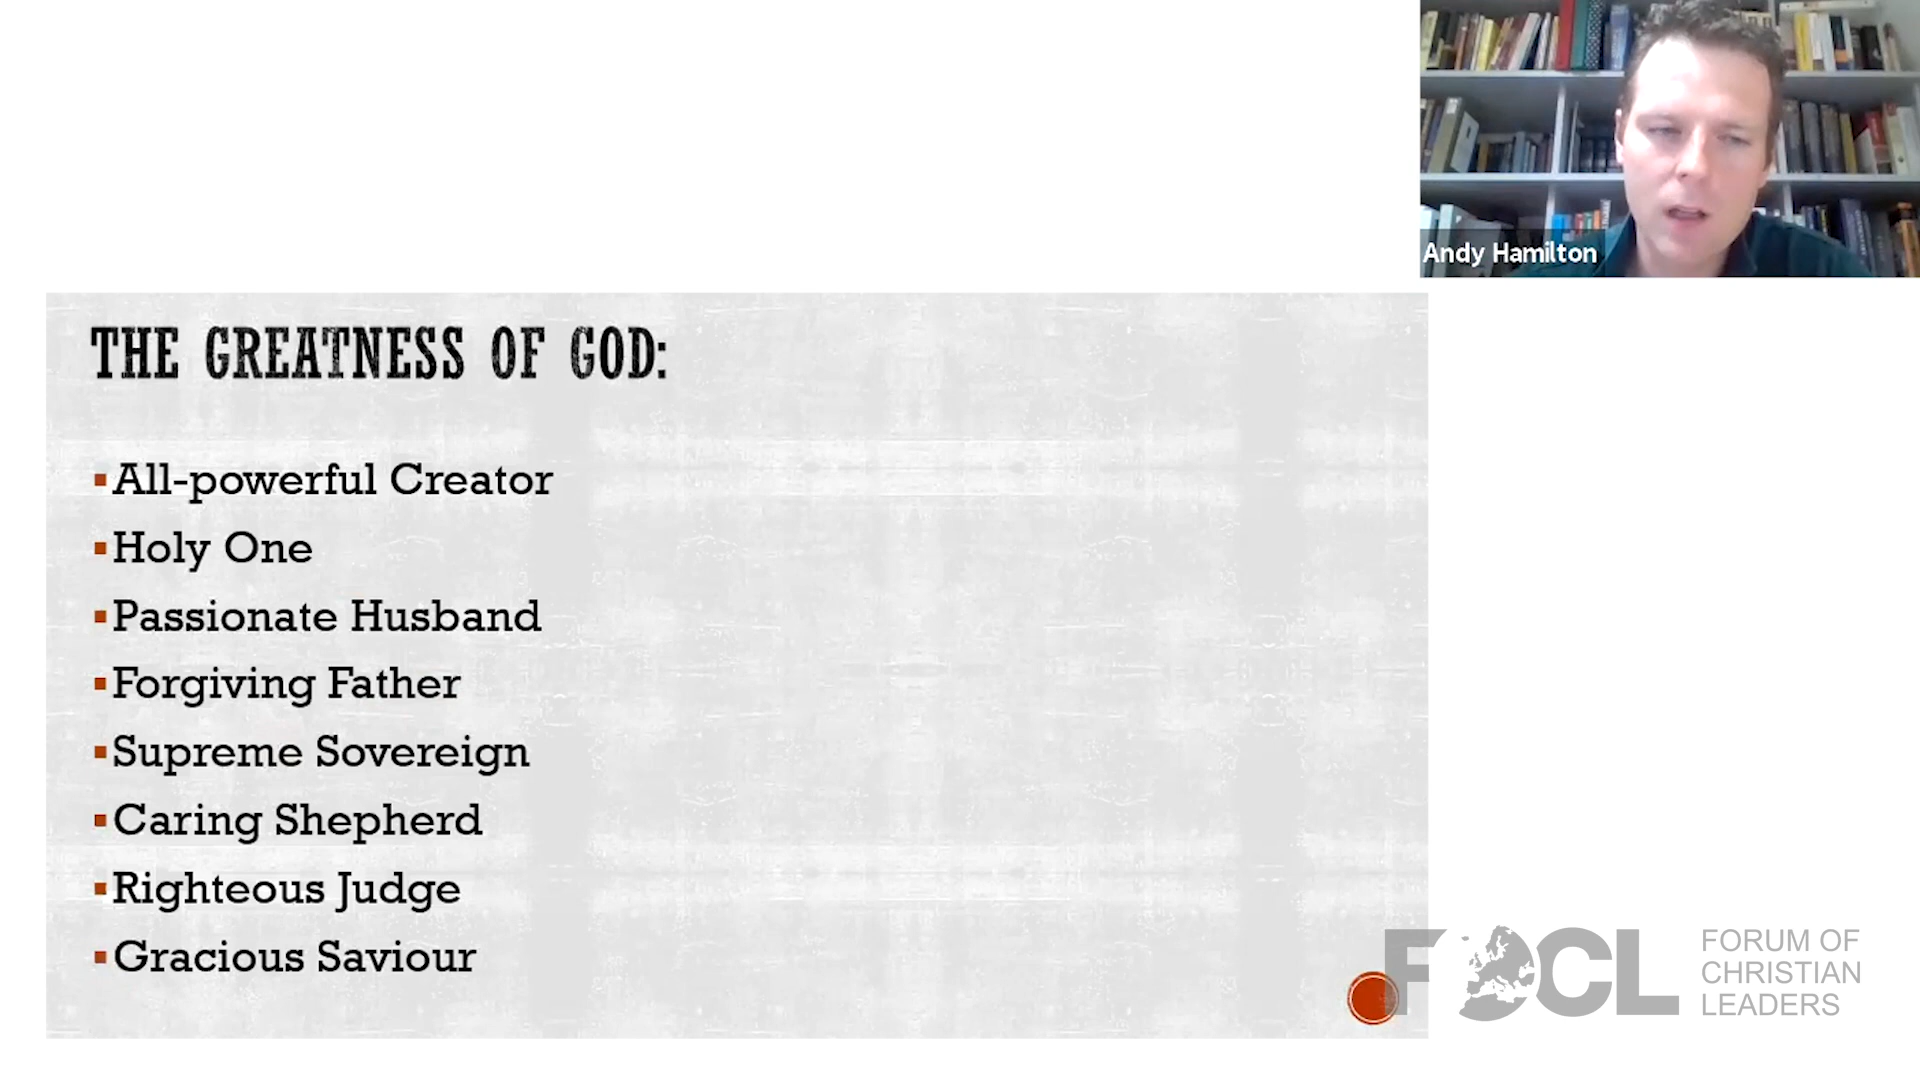 Andy Hamilton
THE GREATNESS OF GOD:
All-powerful Creator
Holy One
Passionate Husband
Forgiving Father
Supreme Sovereign
Caring Shepherd
Righteous Judge
Gracious Saviour
FOCL
FORUM OF
CHRISTIAN
LEADERS